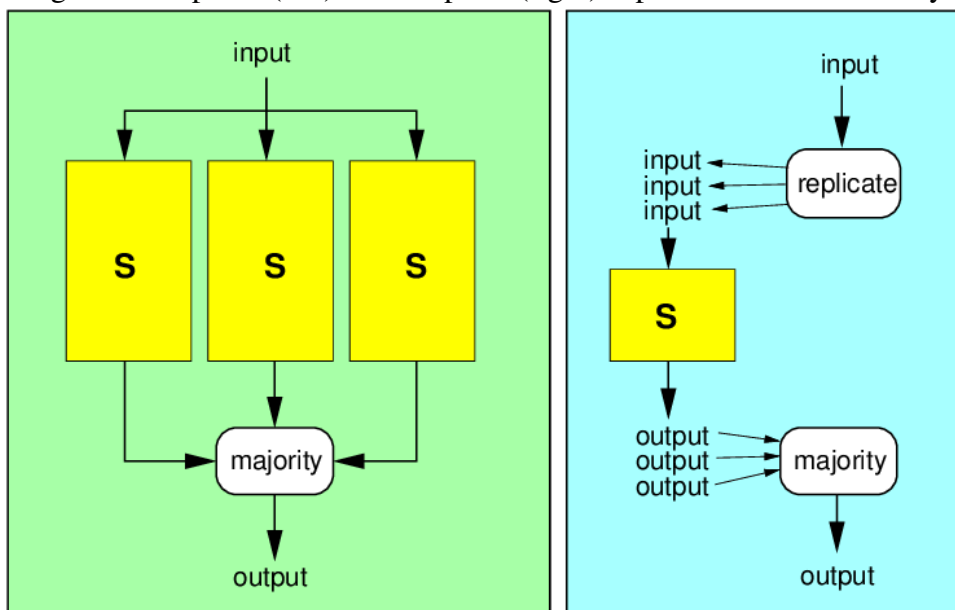 input
S S S
majority
output
input
replicate
input
input
input
S
output
output
output
majority
output